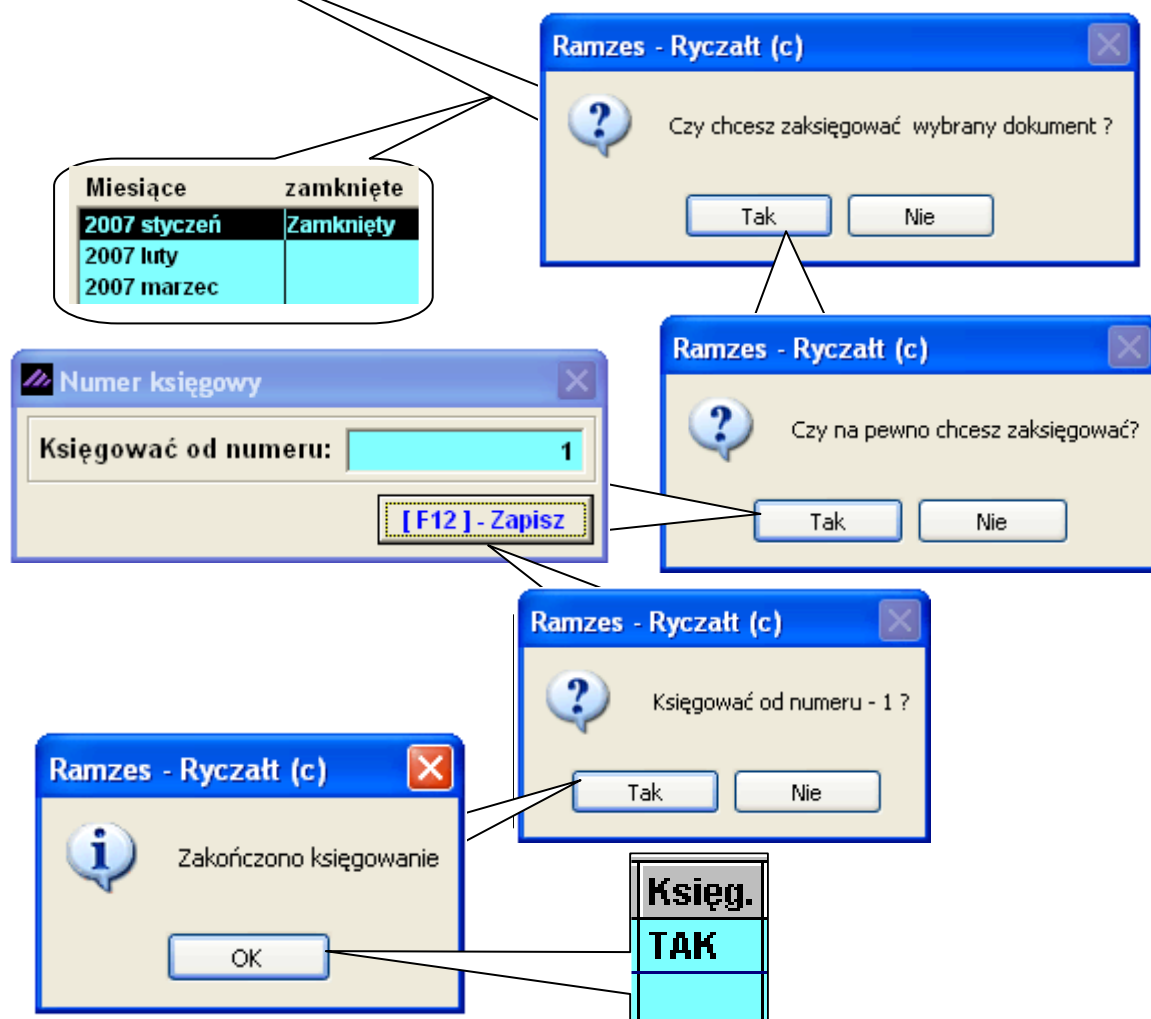 Ramzes - Ryczałt (c)
Czy chcesz zaksięgować wybrany dokument ?
Tak Nie
Miesiące zamknięte
2007 styczeń Zamknięty
2007 luty
2007 marzec
Ramzes - Ryczałt (c)
Czy na pewno chcesz zaksięgować?
Tak Nie
Numer księgowy
Księgować od numeru: 1
[ F12 ] - Zapisz
Ramzes - Ryczałt (c)
Księgować od numeru - 1 ?
Tak Nie
Ramzes - Ryczałt (c)
Zakończono księgowanie
OK
Księg.
TAK